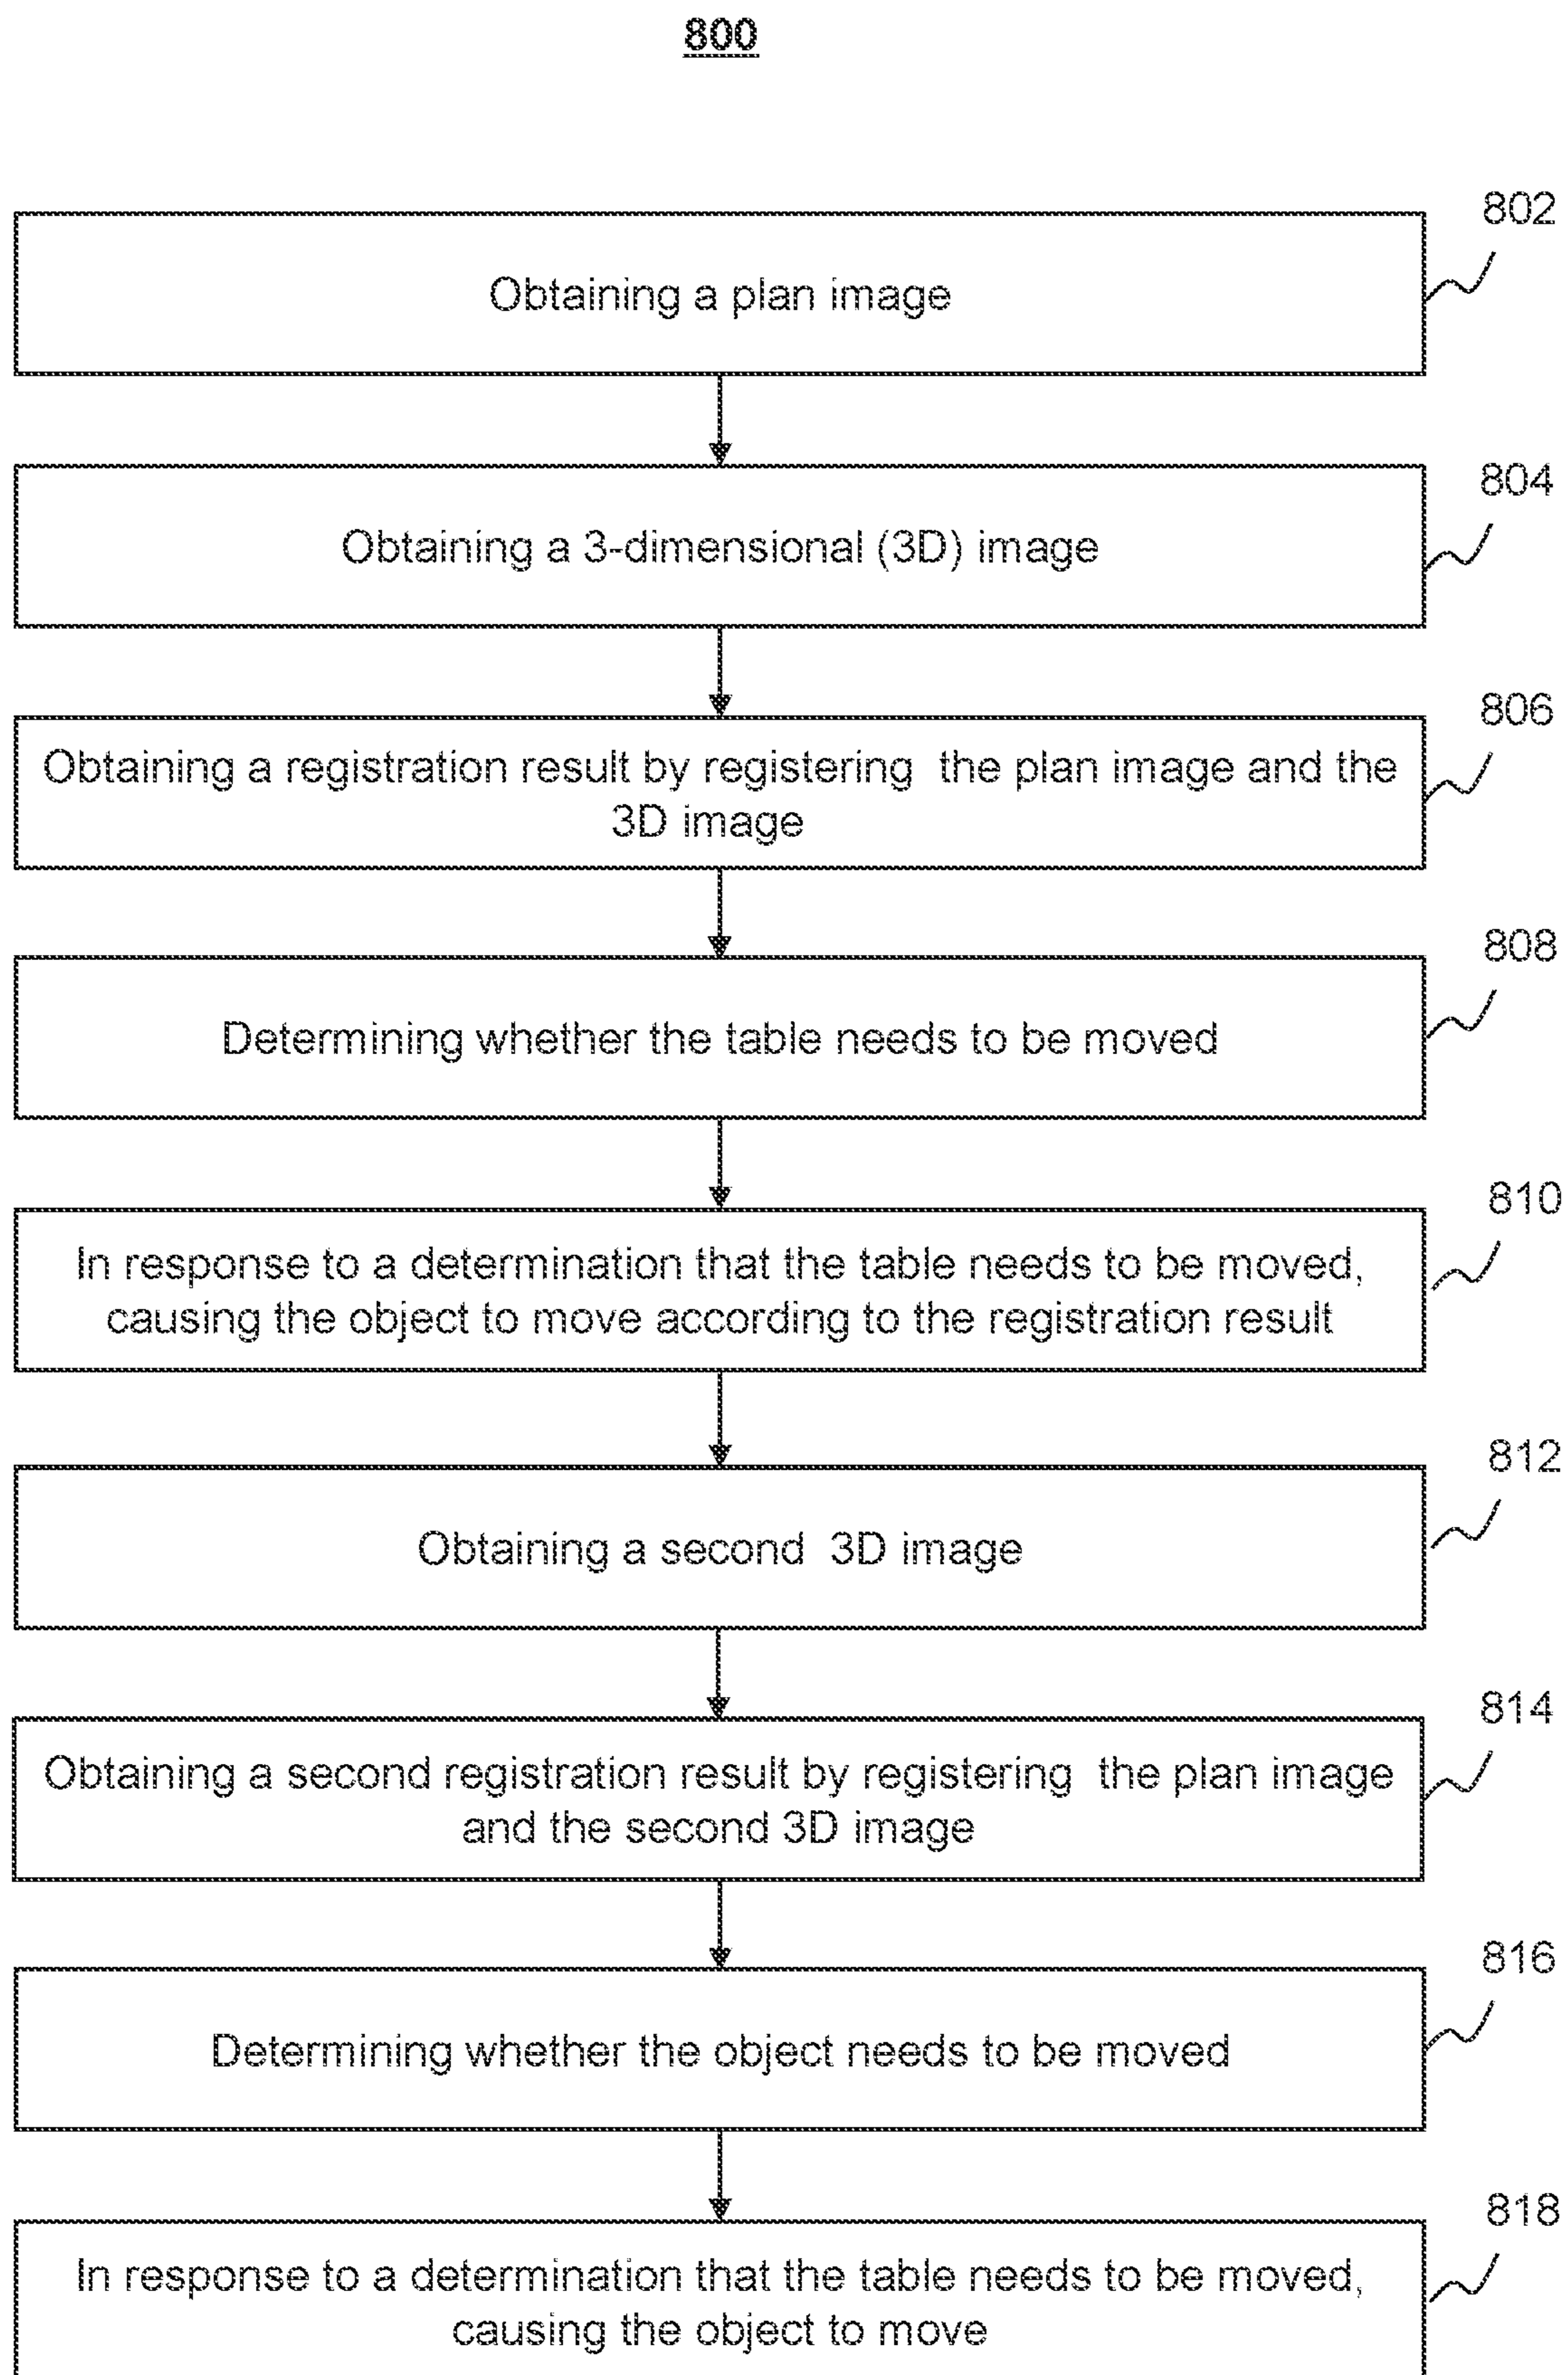 800
802
Obtaining a plan image
804
Obtaining a 3-dimensional (3D) image
806
Obtaining a registration result by registering the plan image and the
3D image
808
Determining whether the table needs to be moved
810
In response to a determination that the table needs to be moved,
causing the object to move according to the registration result
812
Obtaining a second 3D image
814
Obtaining a second registration result by registering the plan image
and the second 3D image
816
Determining whether the object needs to be moved
818
In response to a determination that the table needs to be moved,
causing the object to move